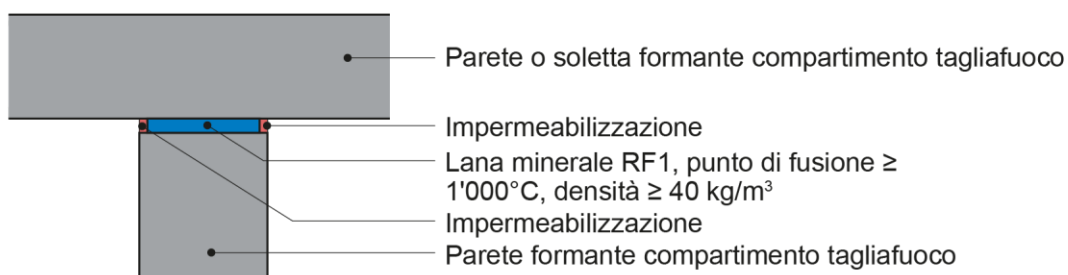 Parete o soletta formante compartimento tagliafuoco
Impermeabilizzazione
Lana minerale RF1, punto di fusione ≥
1'000°C, densità ≥ 40 kg/m³
Impermeabilizzazione
Parete formante compartimento tagliafuoco